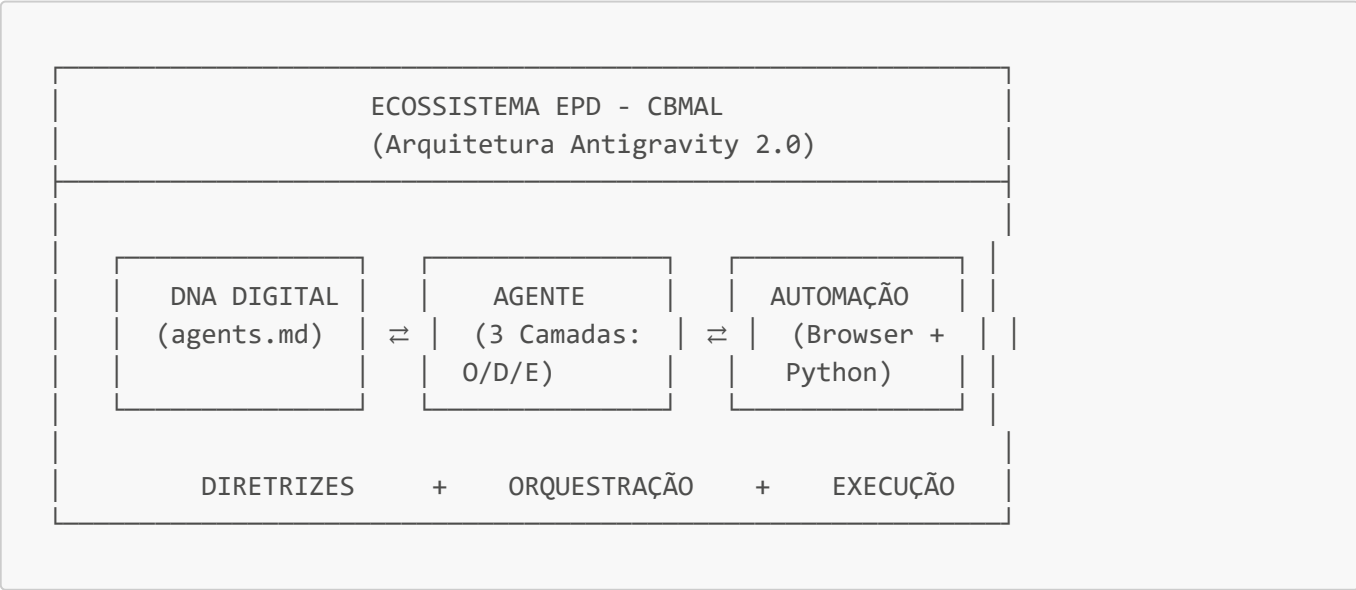 ECOSSISTEMA EPD - CBMAL
(Arquitetura Antigravity 2.0)
DNA DIGITAL AGENTE AUTOMAÇÃO
(agents.md) ⇄ (3 Camadas: ⇄ (Browser +
O/D/E) Python)
DIRETRIZES + ORQUESTRAÇÃO + EXECUÇÃO